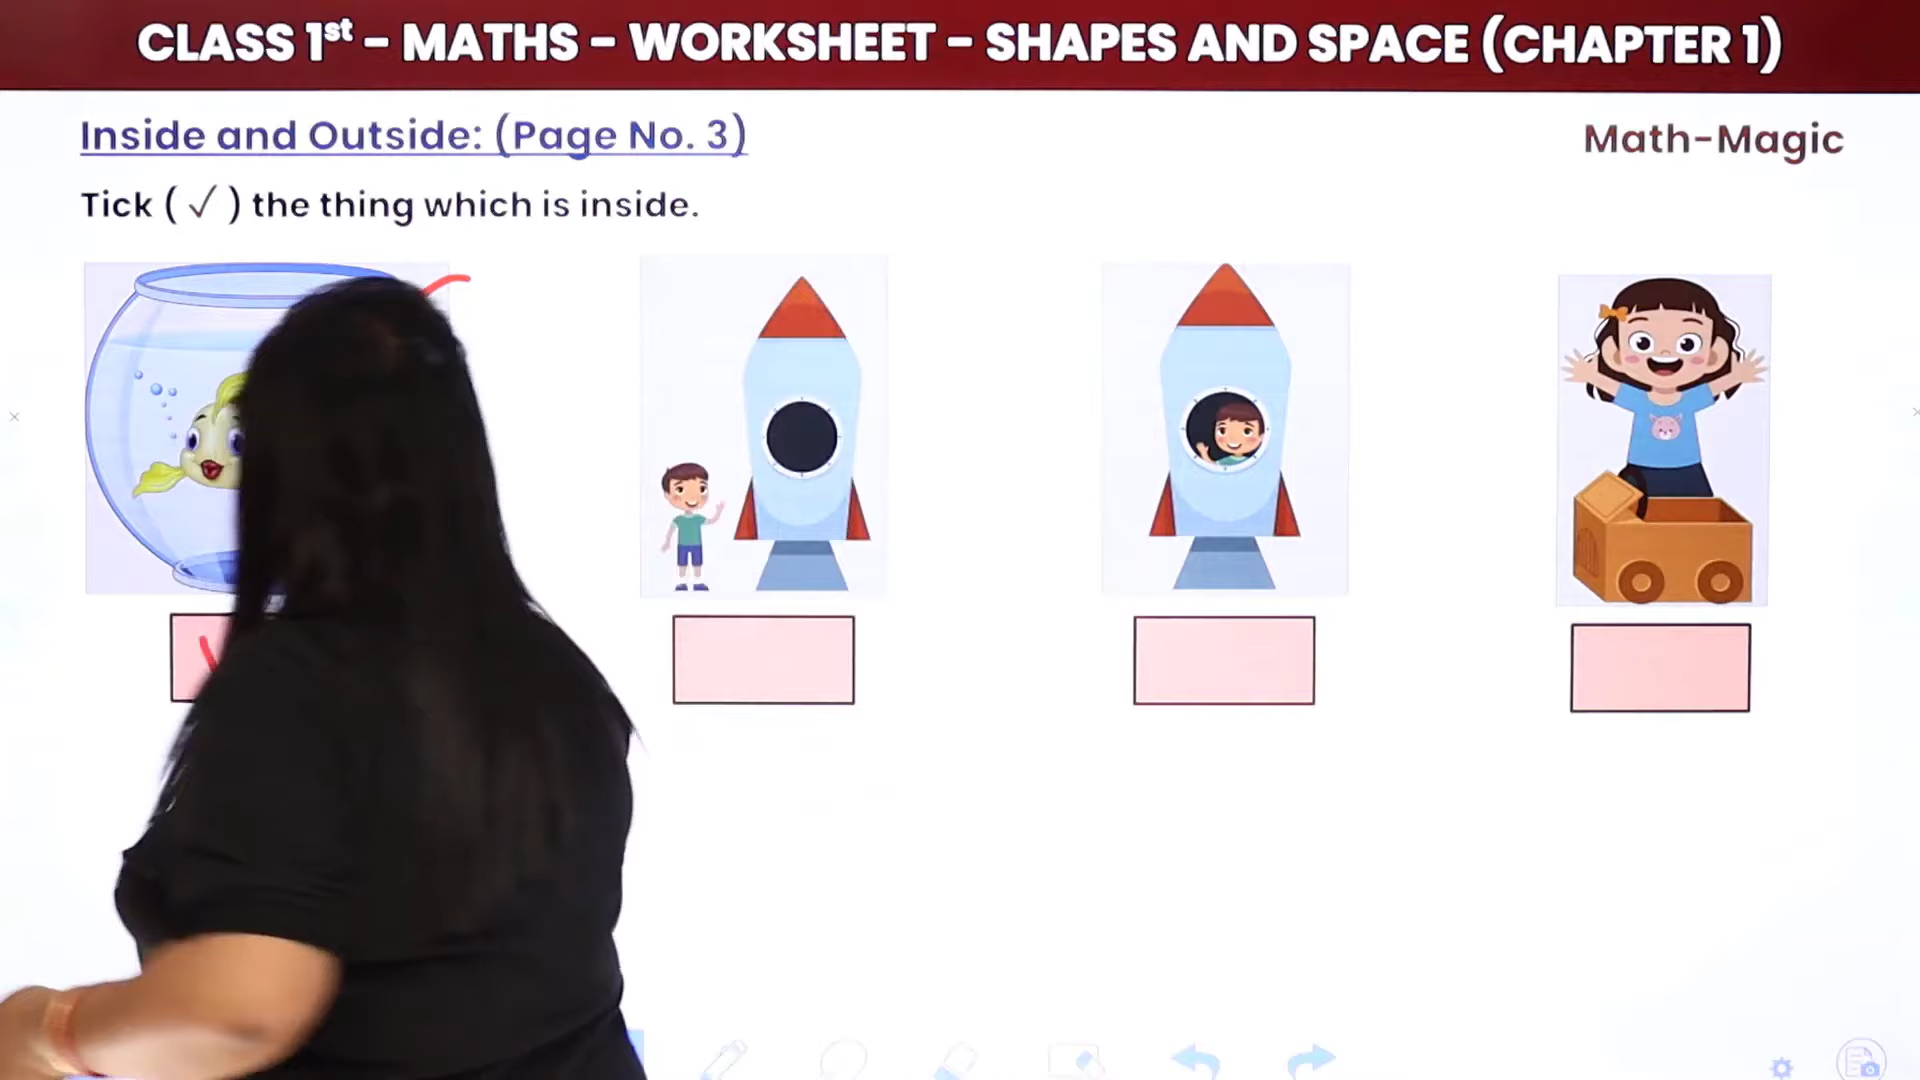 CLASS 1st - MATHS - WORKSHEET - SHAPES AND SPACE (CHAPTER 1)
Inside and Outside: (Page No. 3)
Math-Magic
Tick ( ✓ ) the thing which is inside.